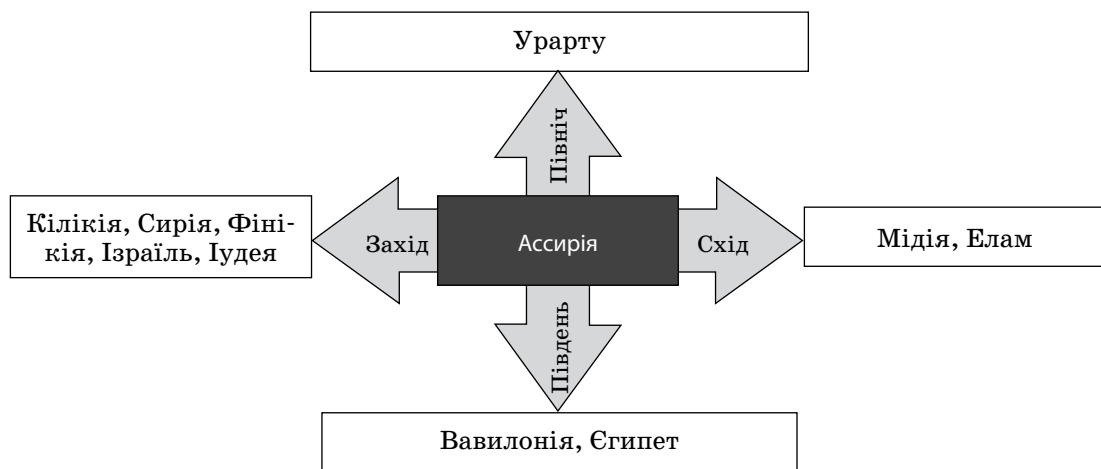 Урарту
Північ
Кілікія, Сирія, Фіні-
кія, Ізраїль, Іудея
Захід
Ассирія
Схід
Мідія, Елам
Південь
Вавилонія, Єгипет